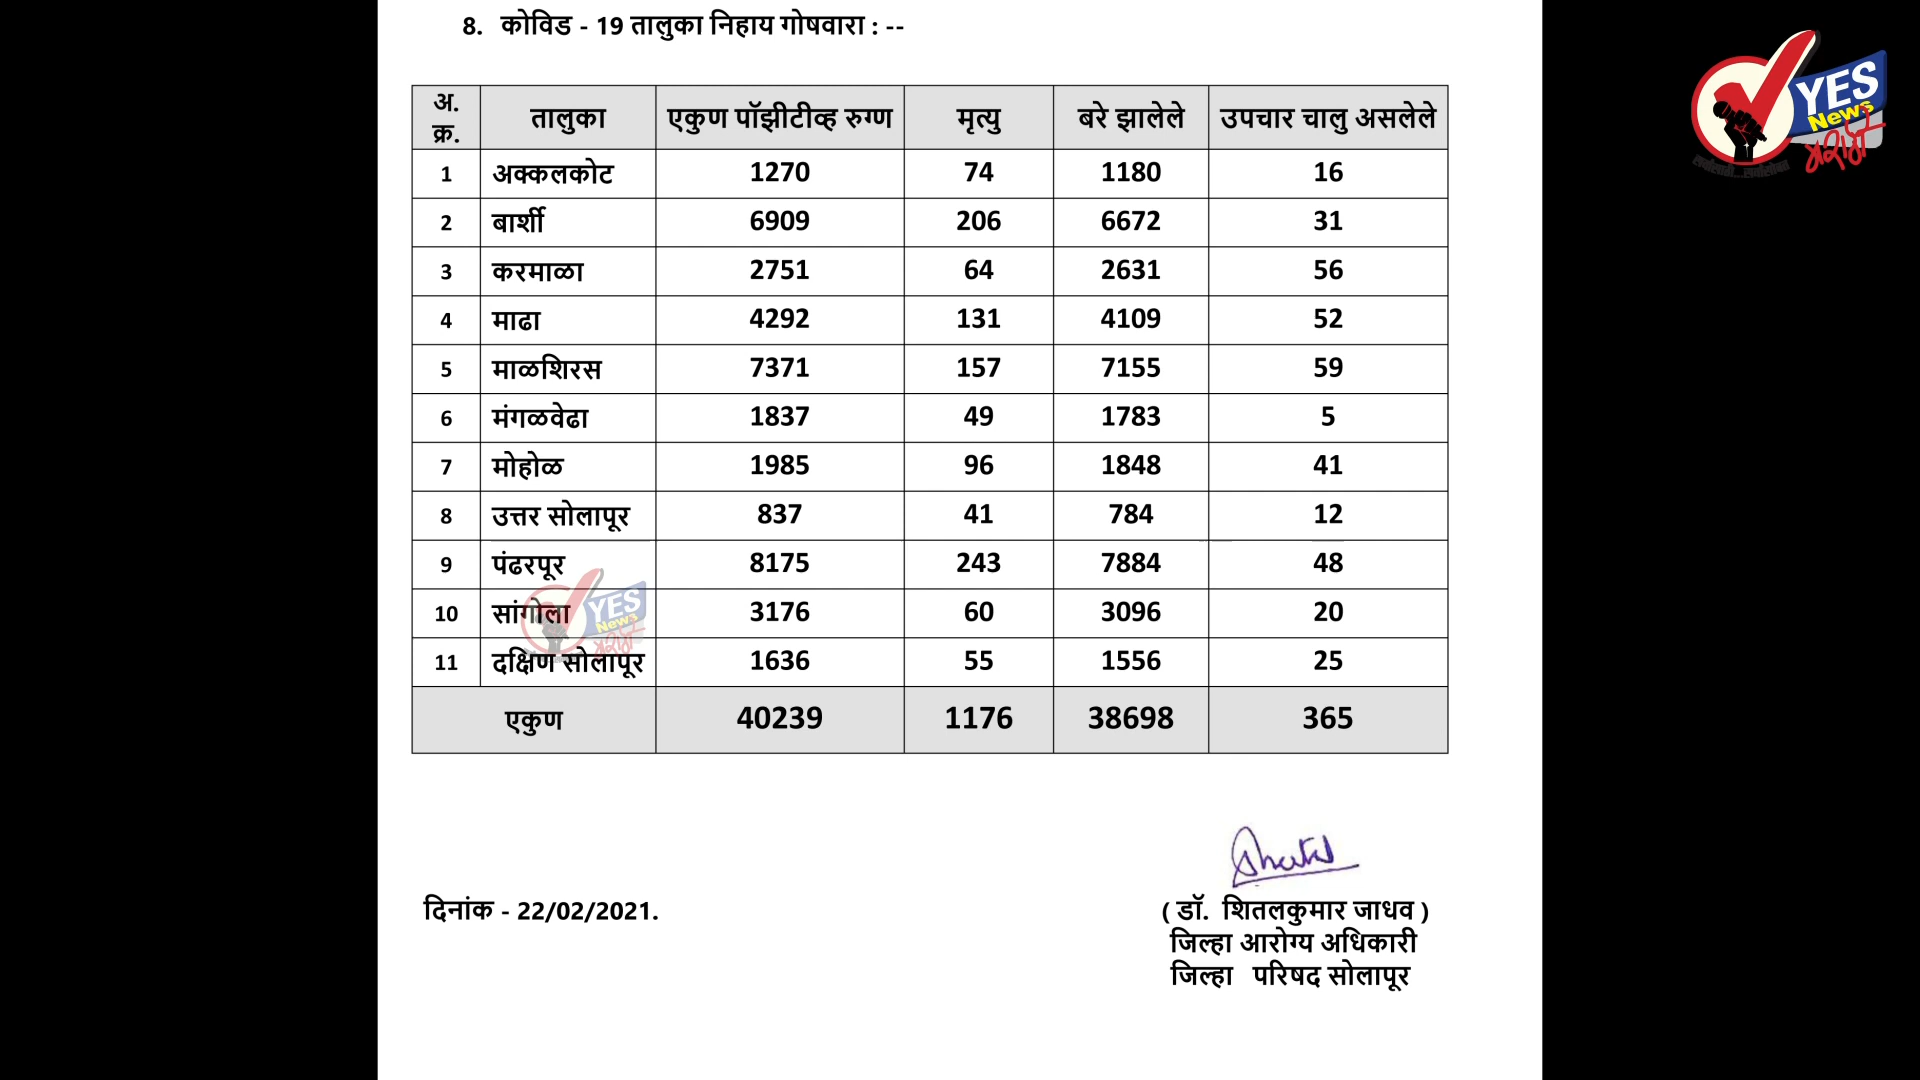 8. कोविड - 19 तालुका निहाय गोषवारा : --
अ. क्र. तालुका एकुण पॉझीटीव्ह रुग्ण मृत्यु बरे झालेले उपचार चालु असलेले
1 अक्कलकोट 1270 74 1180 16
2 बार्शी 6909 206 6672 31
3 करमाळा 2751 64 2631 56
4 माढा 4292 131 4109 52
5 माळशिरस 7371 157 7155 59
6 मंगळवेढा 1837 49 1783 5
7 मोहोळ 1985 96 1848 41
8 उत्तर सोलापूर 837 41 784 12
9 पंढरपूर 8175 243 7884 48
10 सांगोला 3176 60 3096 20
11 दक्षिण सोलापूर 1636 55 1556 25
एकुण 40239 1176 38698 365
दिनांक - 22/02/2021.
( डॉ. शितलकुमार जाधव )
जिल्हा आरोग्य अधिकारी
जिल्हा परिषद सोलापूर
YES
News
मराठी
YES
News
मराठी